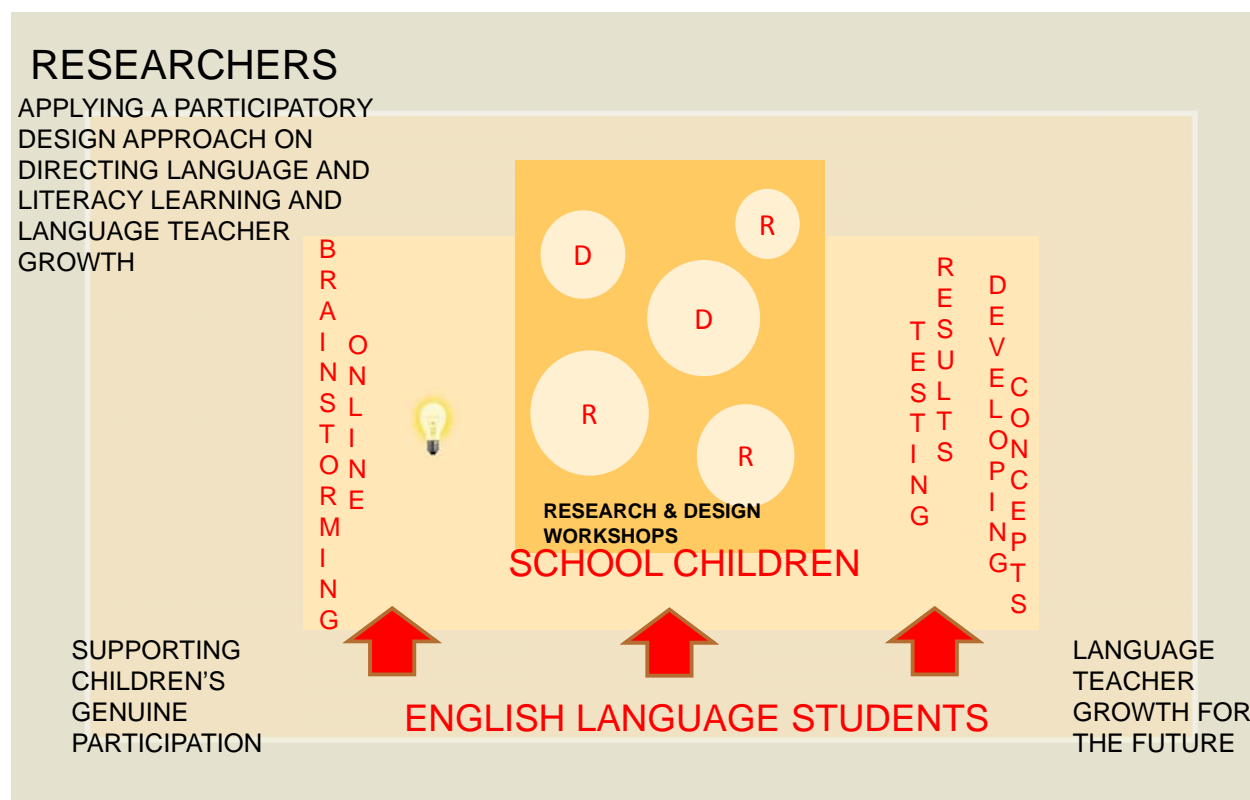 RESEARCHERS
APPLYING A PARTICIPATORY
DESIGN APPROACH ON
DIRECTING LANGUAGE AND
LITERACY LEARNING AND
LANGUAGE TEACHER
GROWTH
BRAINSTORMING
ONLINE
D
R
D
R
R
RESEARCH & DESIGN
WORKSHOPS
SCHOOL CHILDREN
TESTING
RESULTS
DEVELOPING
CONCEPTS
SUPPORTING
CHILDREN'S
GENUINE
PARTICIPATION
ENGLISH LANGUAGE STUDENTS
LANGUAGE
TEACHER
GROWTH FOR
THE FUTURE